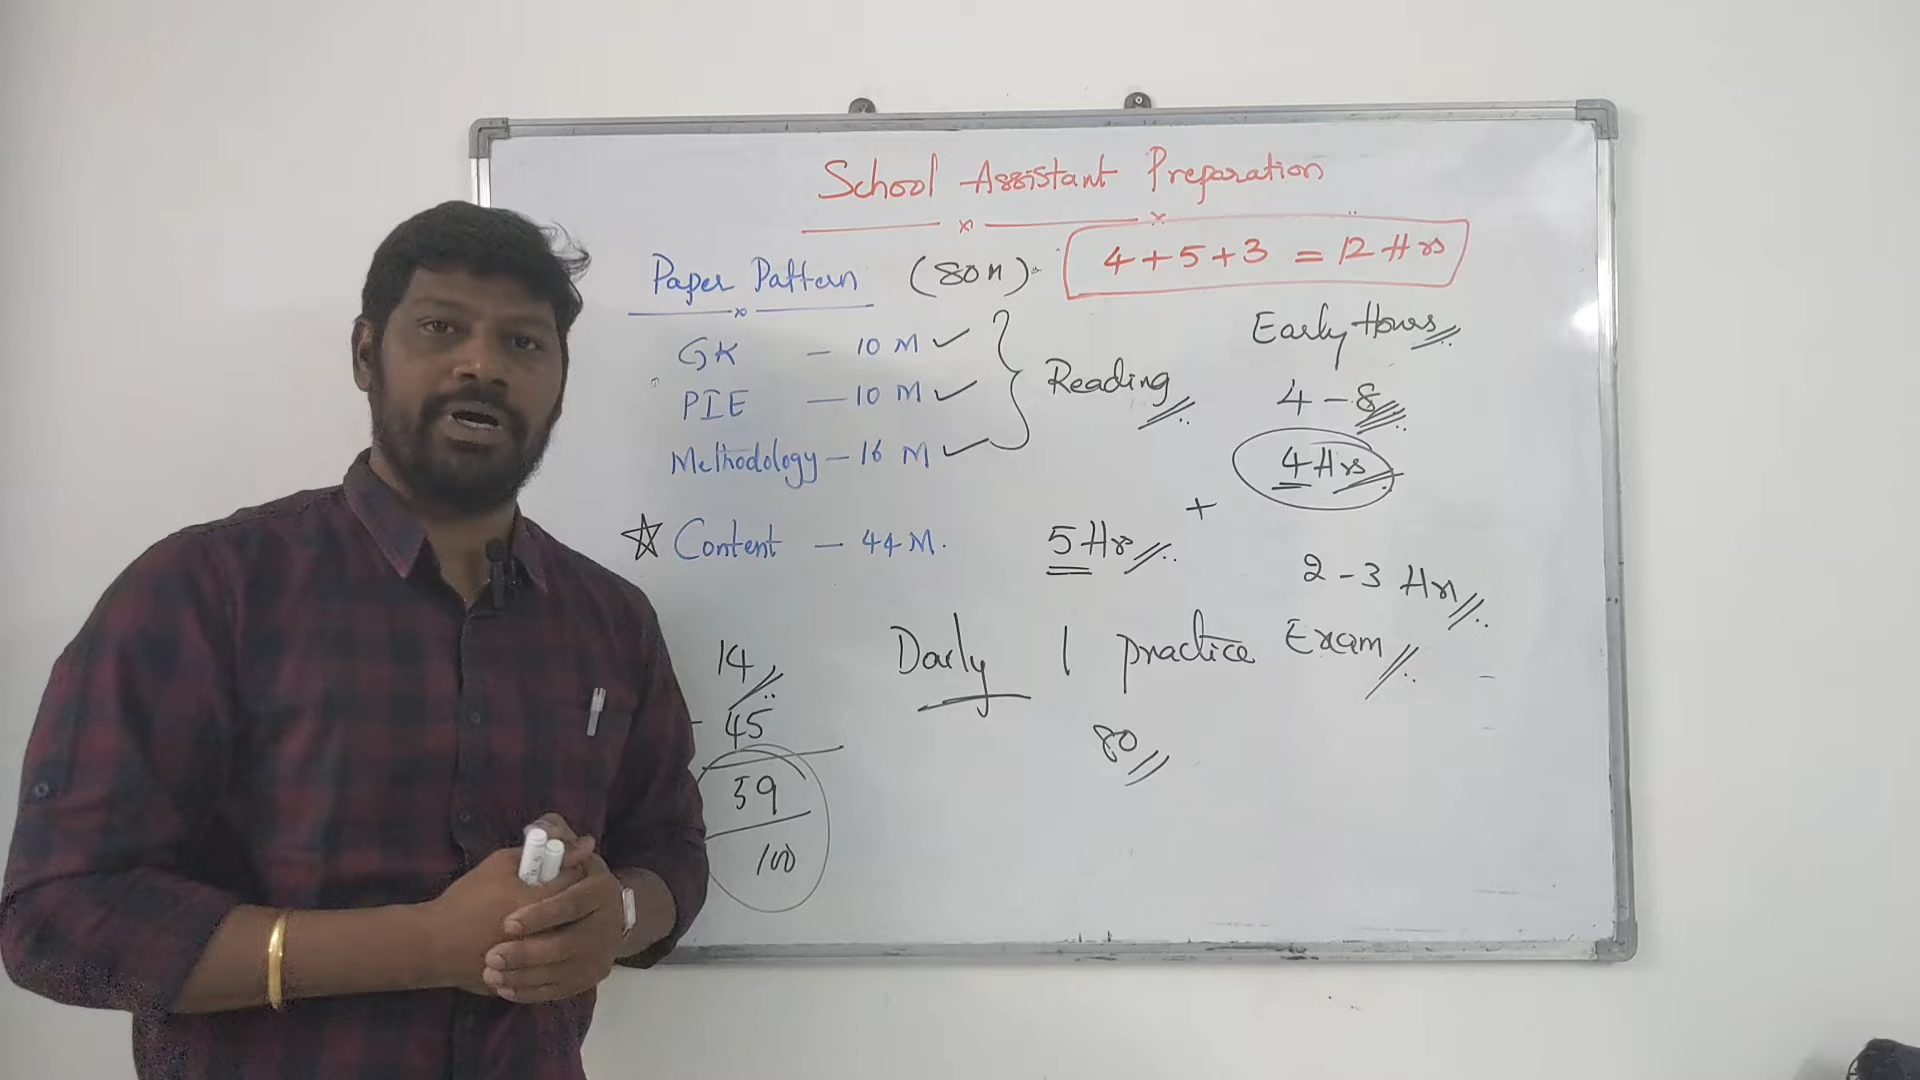 School Assistant Preparation
Paper Pattern (80M)
4+5+3 = 12 Hrs
GK - 10 M
PIE - 10 M
Methodology - 16 M
Reading
Early Hours
4 - 8
4 Hrs
Content - 44 M.
5 Hrs
+
2 - 3 Hrs
Daily 1 practice Exam
80
14
45
59
100